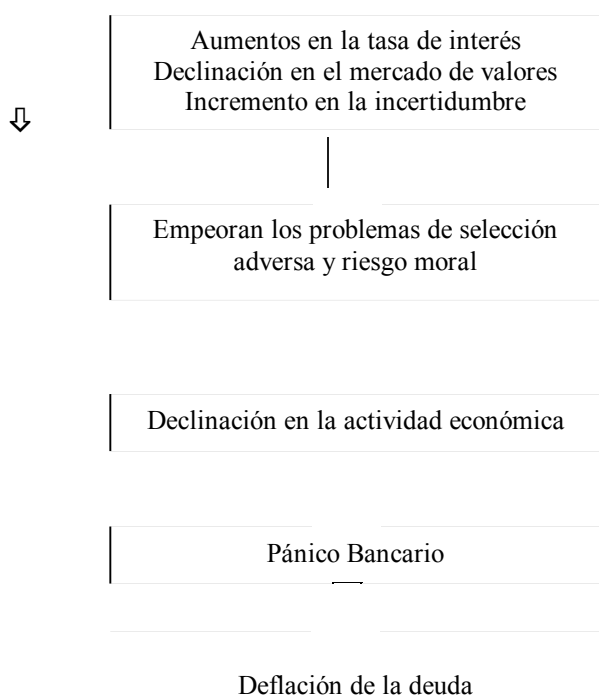 Aumentos en la tasa de interés
Declinación en el mercado de valores
Incremento en la incertidumbre
Empeoran los problemas de selección
adversa y riesgo moral
Declinación en la actividad económica
Pánico Bancario
Deflación de la deuda